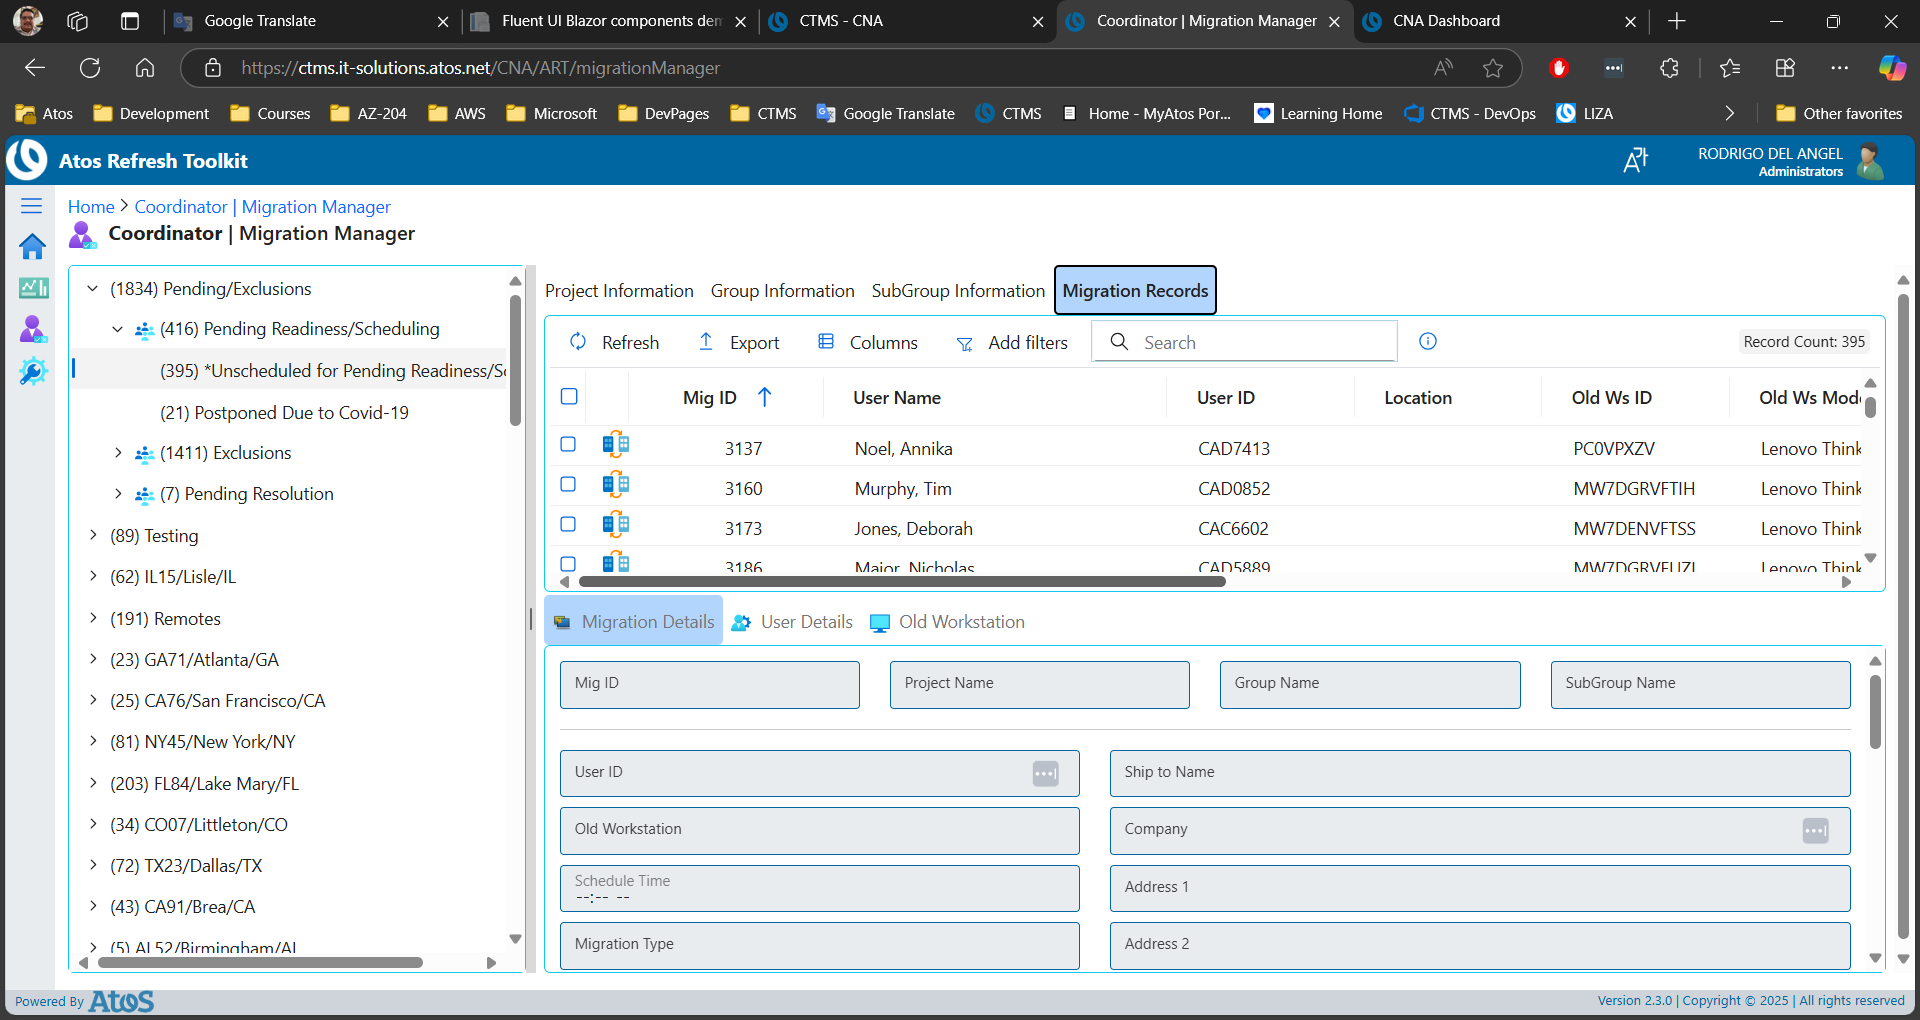 Google Translate
Fluent UI Blazor components dem
CTMS - CNA
Coordinator | Migration Manager
CNA Dashboard
https://ctms.it-solutions.atos.net/CNA/ART/migrationManager
Atos
Development
Courses
AZ-204
AWS
Microsoft
DevPages
CTMS
Google Translate
CTMS
Home - MyAtos Por...
Learning Home
CTMS - DevOps
LIZA
Other favorites
Atos Refresh Toolkit
RODRIGO DEL ANGEL
Administrators
Home > Coordinator | Migration Manager
Coordinator | Migration Manager
(1834) Pending/Exclusions
(416) Pending Readiness/Scheduling
(395) *Unscheduled for Pending Readiness/Sc
(21) Postponed Due to Covid-19
(1411) Exclusions
(7) Pending Resolution
(89) Testing
(62) IL15/Lisle/IL
(191) Remotes
(23) GA71/Atlanta/GA
(25) CA76/San Francisco/CA
(81) NY45/New York/NY
(203) FL84/Lake Mary/FL
(34) CO07/Littleton/CO
(72) TX23/Dallas/TX
(43) CA91/Brea/CA
(5) AL52/Birmingham/AL
Project Information
Group Information
SubGroup Information
Migration Records
Refresh
Export
Columns
Add filters
Search
Record Count: 395
Mig ID
User Name
User ID
Location
Old Ws ID
Old Ws Mode
3137 Noel, Annika CAD7413 PC0VPXZV Lenovo Think
3160 Murphy, Tim CAD0852 MW7DGRVFTIH Lenovo Think
3173 Jones, Deborah CAC6602 MW7DENVFTSS Lenovo Think
3186 Major, Nicholas CAD5889 MW7DGRVFUZL Lenovo Think
Migration Details
User Details
Old Workstation
Mig ID
Project Name
Group Name
SubGroup Name
User ID
Ship to Name
Old Workstation
Company
Schedule Time
--:-- --
Address 1
Migration Type
Address 2
Powered By Atos
Version 2.3.0 | Copyright © 2025 | All rights reserved